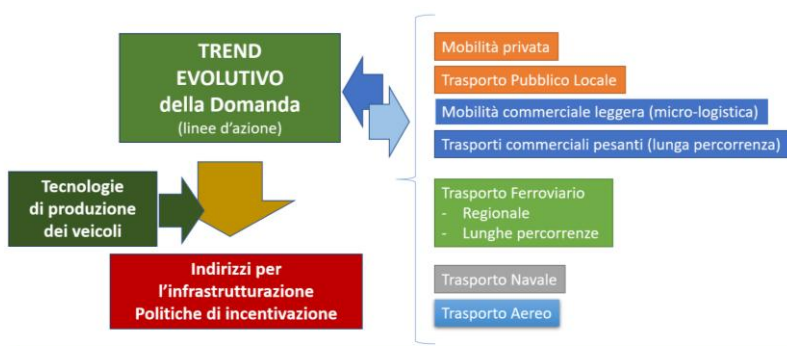 TREND
EVOLUTIVO
della Domanda
(linee d'azione)
Tecnologie
di produzione
dei veicoli
Indirizzi per
l'infrastrutturazione
Politiche di incentivazione
Mobilità privata
Trasporto Pubblico Locale
Mobilità commerciale leggera (micro-logistica)
Trasporti commerciali pesanti (lunga percorrenza)
Trasporto Ferroviario
- Regionale
- Lunghe percorrenze
Trasporto Navale
Trasporto Aereo